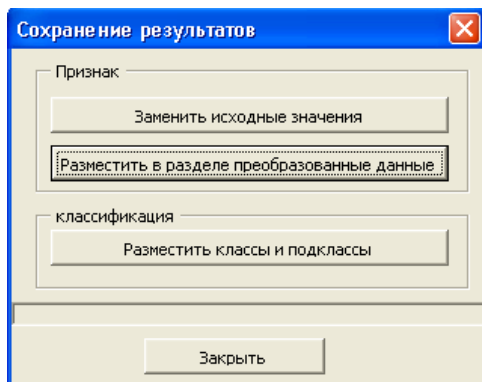 Сохранение результатов
Признак
Заменить исходные значения
Разместить в разделе преобразованные данные
классификация
Разместить классы и подклассы
Закрыть